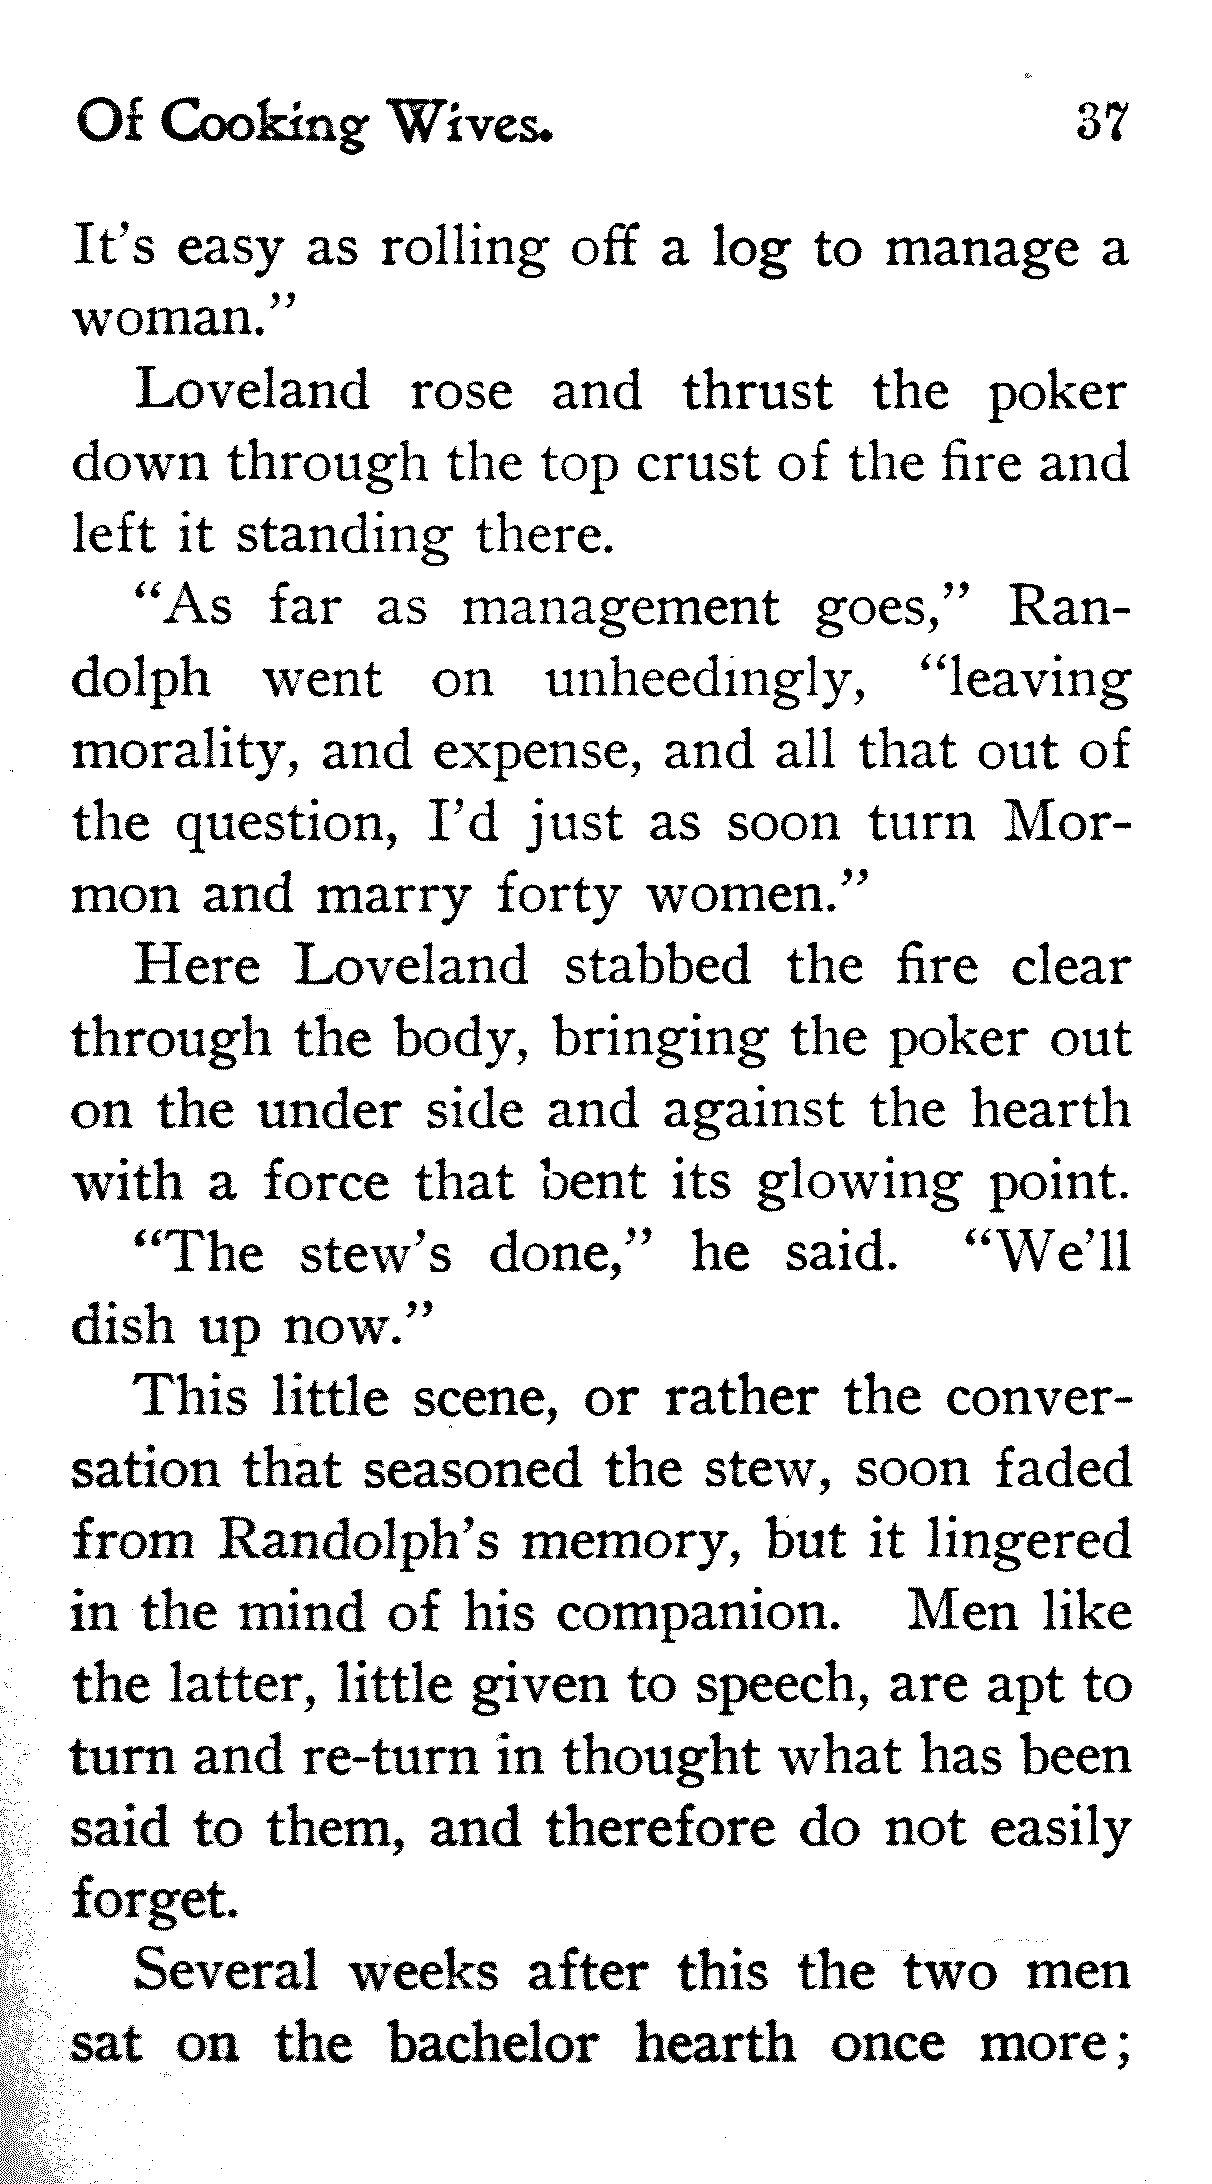 Of Cooking Wives. 37
It's easy as rolling off a log to manage a
woman."
Loveland rose and thrust the poker
down through the top crust of the fire and
left it standing there.
"As far as management goes," Ran-
dolph went on unheedingly, "leaving
morality, and expense, and all that out of
the question, I'd just as soon turn Mor-
mon and marry forty women."
Here Loveland stabbed the fire clear
through the body, bringing the poker out
on the under side and against the hearth
with a force that bent its glowing point.
"The stew's done," he said. "We'll
dish up now."
This little scene, or rather the conver-
sation that seasoned the stew, soon faded
from Randolph's memory, but it lingered
in the mind of his companion. Men like
the latter, little given to speech, are apt to
turn and re-turn in thought what has been
said to them, and therefore do not easily
forget.
Several weeks after this the two men
sat on the bachelor hearth once more;